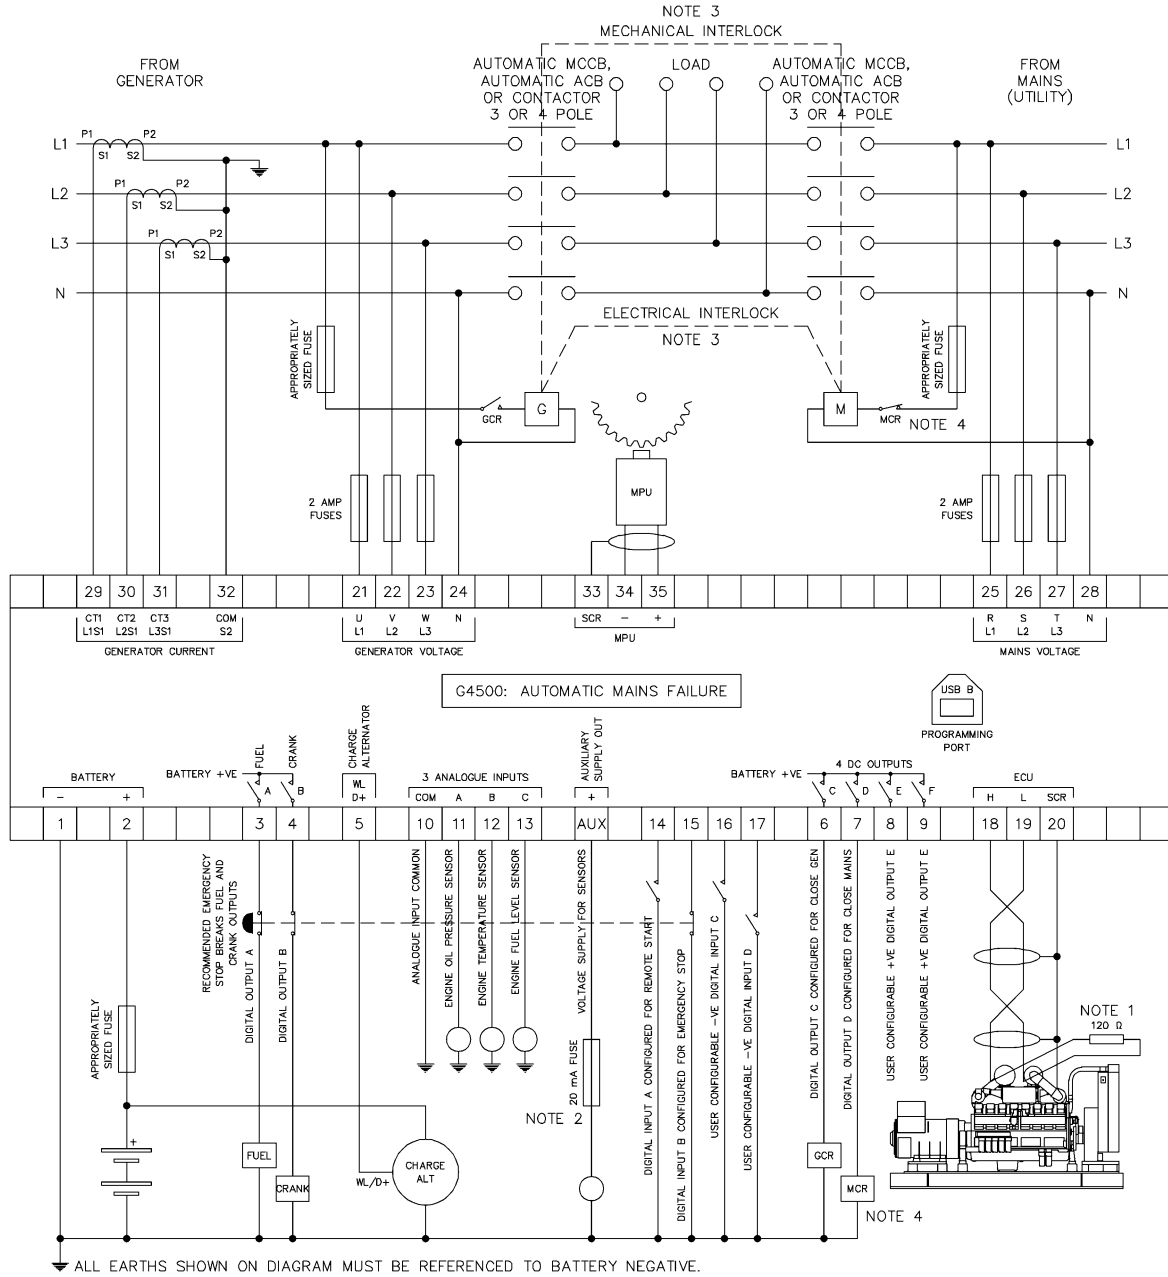 NOTE 3
MECHANICAL INTERLOCK
FROM
GENERATOR
AUTOMATIC MCCB,
AUTOMATIC ACB
OR CONTACTOR
3 OR 4 POLE
LOAD
AUTOMATIC MCCB,
AUTOMATIC ACB
OR CONTACTOR
3 OR 4 POLE
FROM
MAINS
(UTILITY)
L1 P1 P2 L1
S1 S2
L2 P1 P2 L2
S1 S2
L3 P1 P2 L3
S1 S2
N N
ELECTRICAL INTERLOCK
NOTE 3
APPROPRIATELY
SIZED FUSE
APPROPRIATELY
SIZED FUSE
GCR G M MCR NOTE 4
MPU
2 AMP
FUSES
2 AMP
FUSES
29 30 31 32 21 22 23 24 33 34 35 25 26 27 28
CT1 CT2 CT3 COM U V W N SCR – + R S T N
L1S1 L2S1 L3S1 S2 L1 L2 L3 MPU L1 L2 L3
GENERATOR CURRENT GENERATOR VOLTAGE MAINS VOLTAGE
G4500: AUTOMATIC MAINS FAILURE
USB B
PROGRAMMING
PORT
BATTERY
– +
BATTERY +VE
FUEL
CRANK
A B
CHARGE
ALTERNATOR
WL
D+
3 ANALOGUE INPUTS
COM A B C
AUXILIARY
SUPPLY OUT
+
BATTERY +VE
4 DC OUTPUTS
C D E F
ECU
H L SCR
1 2 3 4 5 10 11 12 13 AUX 14 15 16 17 6 7 8 9 18 19 20
RECOMMENDED EMERGENCY
STOP BREAKS FUEL AND
CRANK OUTPUTS
DIGITAL OUTPUT A
DIGITAL OUTPUT B
ANALOGUE INPUT COMMON
ENGINE OIL PRESSURE SENSOR
ENGINE TEMPERATURE SENSOR
ENGINE FUEL LEVEL SENSOR
VOLTAGE SUPPLY FOR SENSORS
DIGITAL INPUT A CONFIGURED FOR REMOTE START
DIGITAL INPUT B CONFIGURED FOR EMERGENCY STOP
USER CONFIGURABLE -VE DIGITAL INPUT C
USER CONFIGURABLE -VE DIGITAL INPUT D
DIGITAL OUTPUT C CONFIGURED FOR CLOSE GEN
DIGITAL OUTPUT D CONFIGURED FOR CLOSE MAINS
USER CONFIGURABLE +VE DIGITAL OUTPUT E
USER CONFIGURABLE +VE DIGITAL OUTPUT E
APPROPRIATELY
SIZED FUSE
20 mA FUSE
NOTE 2
NOTE 1
120 Ω
+
FUEL
CRANK
WL/D+
CHARGE
ALT
GCR
MCR
NOTE 4
ALL EARTHS SHOWN ON DIAGRAM MUST BE REFERENCED TO BATTERY NEGATIVE.